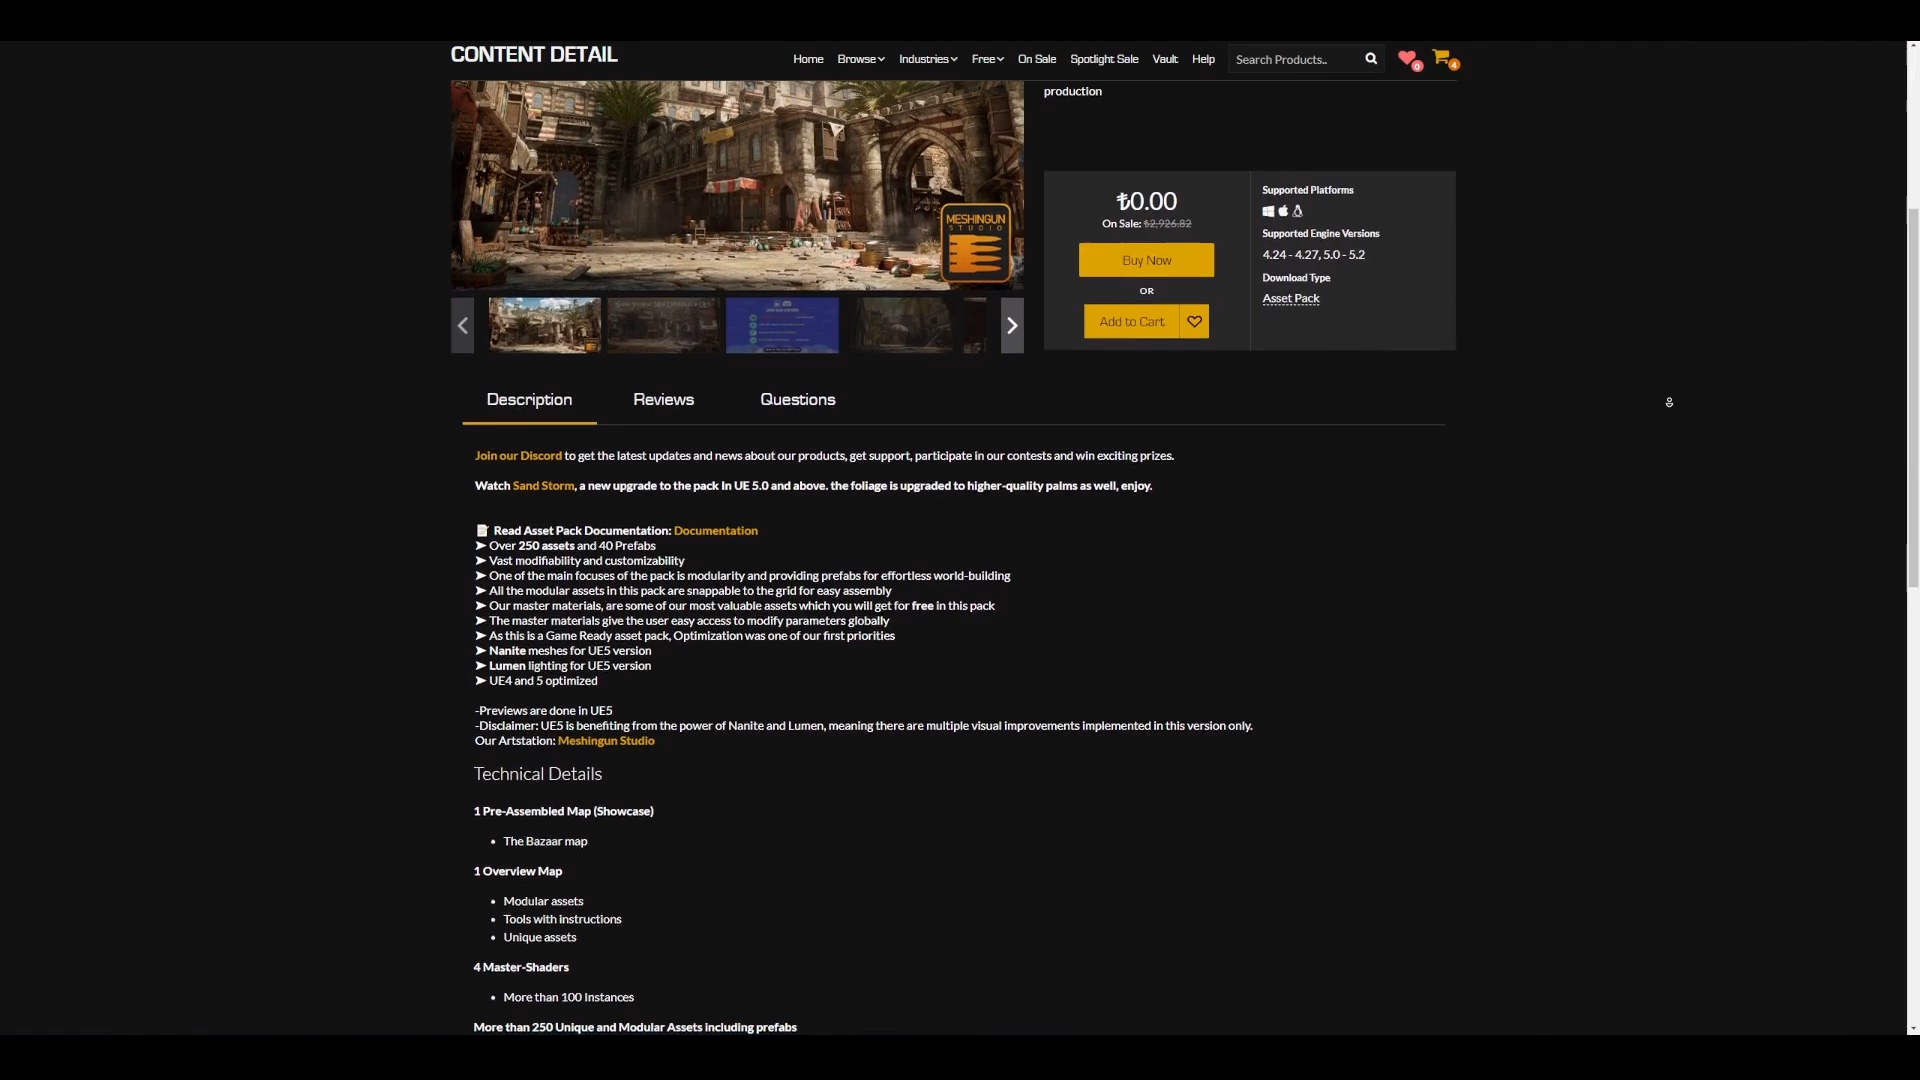 CONTENT DETAIL
Home Browse Industries Free On Sale Spotlight Sale Vault Help Search Products.. 0 4
production
MESHINGUN
STUDIO
₺0.00
On Sale: ₺2,926.82
Buy Now
OR
Add to Cart
Supported Platforms
Supported Engine Versions
4.24 - 4.27, 5.0 - 5.2
Download Type
Asset Pack
Description Reviews Questions
Join our Discord to get the latest updates and news about our products, get support, participate in our contests and win exciting prizes.
Watch Sand Storm, a new upgrade to the pack In UE 5.0 and above. the foliage is upgraded to higher-quality palms as well, enjoy.
📝 Read Asset Pack Documentation: Documentation
➤ Over 250 assets and 40 Prefabs
➤ Vast modifiability and customizability
➤ One of the main focuses of the pack is modularity and providing prefabs for effortless world-building
➤ All the modular assets in this pack are snappable to the grid for easy assembly
➤ Our master materials, are some of our most valuable assets which you will get for free in this pack
➤ The master materials give the user easy access to modify parameters globally
➤ As this is a Game Ready asset pack, Optimization was one of our first priorities
➤ Nanite meshes for UE5 version
➤ Lumen lighting for UE5 version
➤ UE4 and 5 optimized
-Previews are done in UE5
-Disclaimer: UE5 is benefiting from the power of Nanite and Lumen, meaning there are multiple visual improvements implemented in this version only.
Our Artstation: Meshingun Studio
Technical Details
1 Pre-Assembled Map (Showcase)
• The Bazaar map
1 Overview Map
• Modular assets
• Tools with instructions
• Unique assets
4 Master-Shaders
• More than 100 Instances
More than 250 Unique and Modular Assets including prefabs